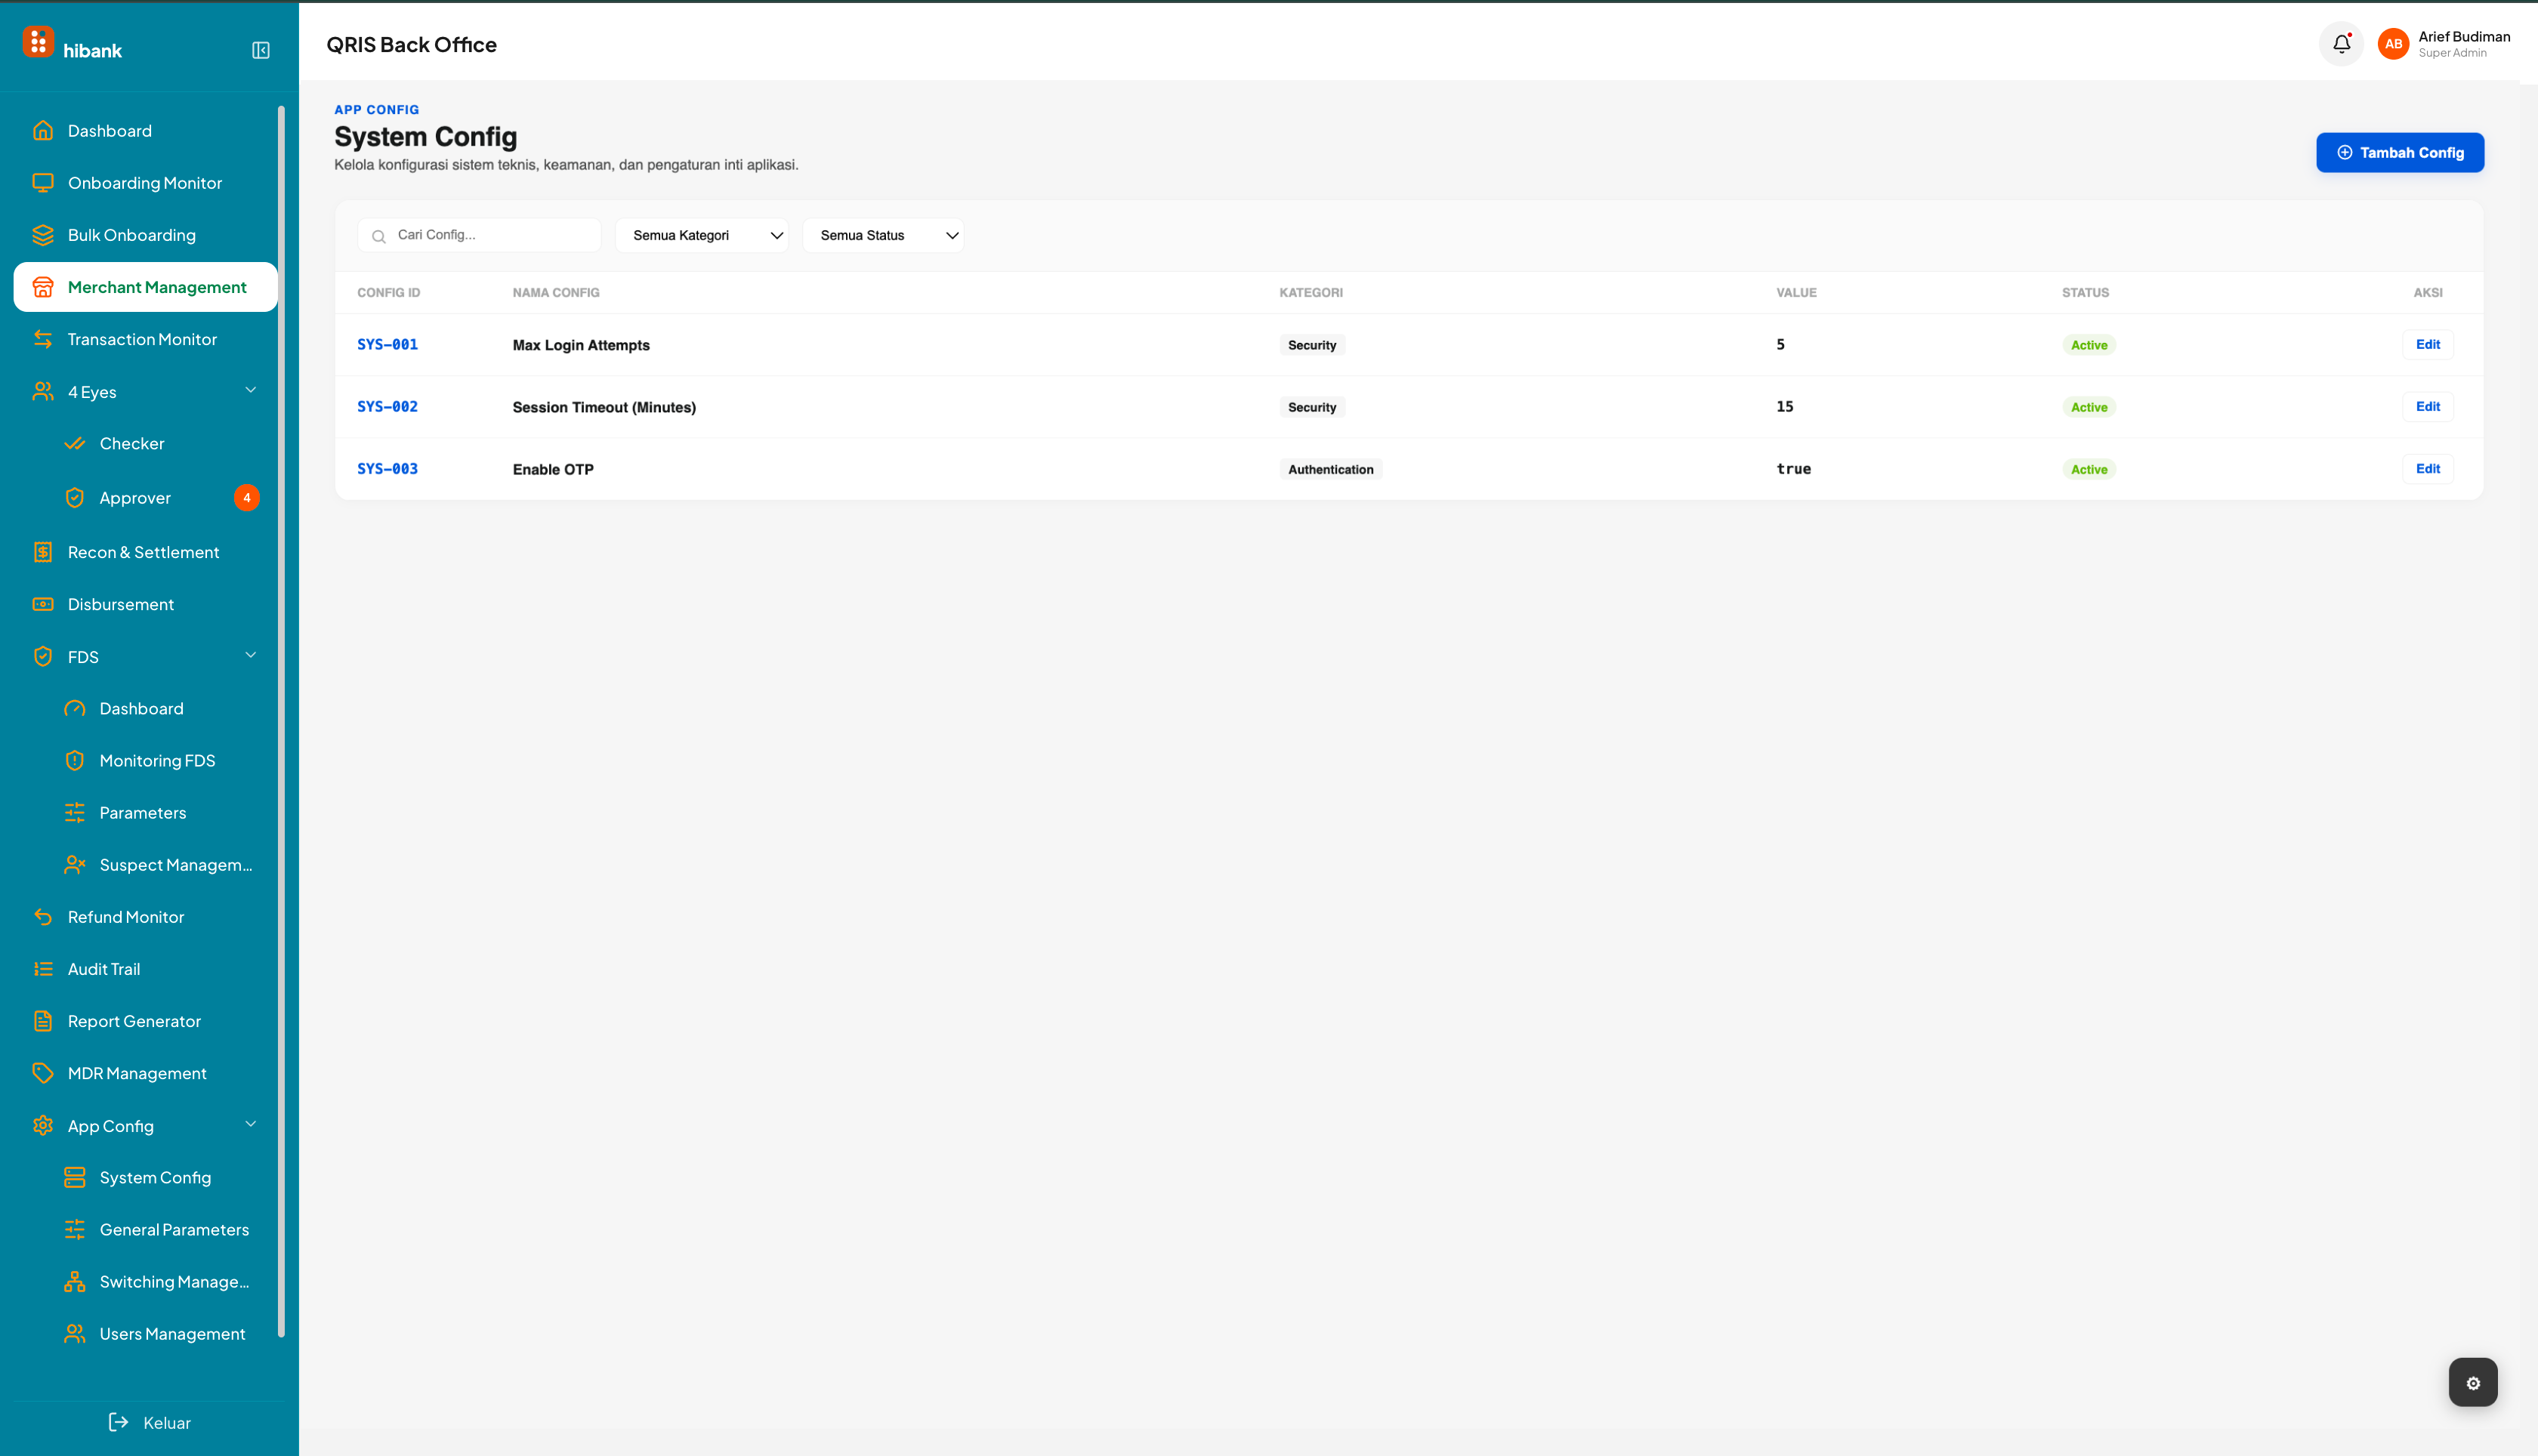 hibank
Dashboard
Onboarding Monitor
Bulk Onboarding
Merchant Management
Transaction Monitor
4 Eyes
Checker
Approver 4
Recon & Settlement
Disbursement
FDS
Dashboard
Monitoring FDS
Parameters
Suspect Managem...
Refund Monitor
Audit Trail
Report Generator
MDR Management
App Config
System Config
General Parameters
Switching Manage...
Users Management
Keluar
QRIS Back Office
AB Arief Budiman
Super Admin
APP CONFIG
System Config
Kelola konfigurasi sistem teknis, keamanan, dan pengaturan inti aplikasi.
Tambah Config
Cari Config... Semua Kategori Semua Status
CONFIG ID NAMA CONFIG KATEGORI VALUE STATUS AKSI
SYS-001 Max Login Attempts Security 5 Active Edit
SYS-002 Session Timeout (Minutes) Security 15 Active Edit
SYS-003 Enable OTP Authentication true Active Edit